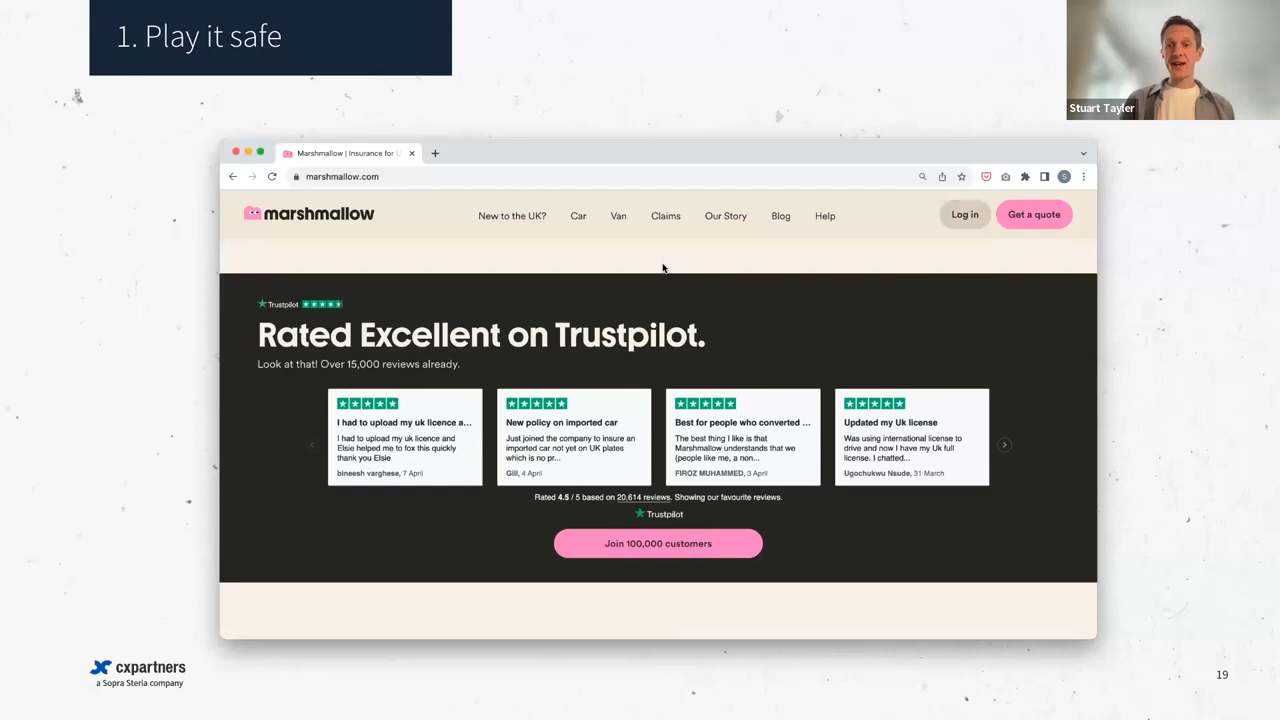 1. Play it safe
Stuart Tayler
Marshmallow | Insurance for U
marshmallow.com
S
marshmallow
New to the UK?
Car
Van
Claims
Our Story
Blog
Help
Log in
Get a quote
Trustpilot
Rated Excellent on Trustpilot.
Look at that! Over 15,000 reviews already.
I had to upload my uk licence a...
I had to upload my uk licence and
Elsie helped me to fox this quickly
thank you Elsie
bineesh varghese, 7 April
New policy on imported car
Just joined the company to insure an
imported car not yet on UK plates
which is no pr...
Gill, 4 April
Best for people who converted ...
The best thing I like is that
Marshmallow understands that we
(people like me, a non...
FIROZ MUHAMMED, 3 April
Updated my Uk license
Was using international license to
drive and now I have my Uk full
license. I chatted...
Ugochukwu Nsude, 31 March
Rated 4.5 / 5 based on 20,614 reviews. Showing our favourite reviews.
Trustpilot
Join 100,000 customers
cxpartners
a Sopra Steria company
19